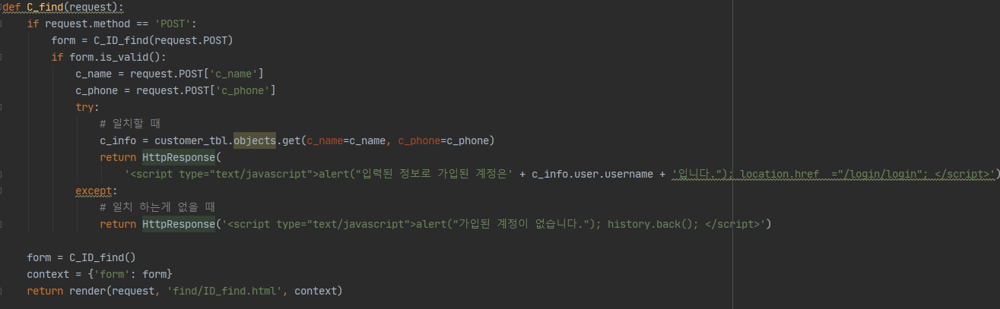 def C_find(request):
    if request.method == 'POST':
        form = C_ID_find(request.POST)
        if form.is_valid():
            c_name = request.POST['c_name']
            c_phone = request.POST['c_phone']
            try:
                # 일치할 때
                c_info = customer_tbl.objects.get(c_name=c_name, c_phone=c_phone)
                return HttpResponse(
                    '<script type="text/javascript">alert("입력된 정보로 가입된 계정은' + c_info.user.username + '입니다."); location.href  ="/login/login"; </script>')
            except:
                # 일치 하는게 없을 때
                return HttpResponse('<script type="text/javascript">alert("가입된 계정이 없습니다."); history.back(); </script>')
    form = C_ID_find()
    context = {'form': form}
    return render(request, 'find/ID_find.html', context)